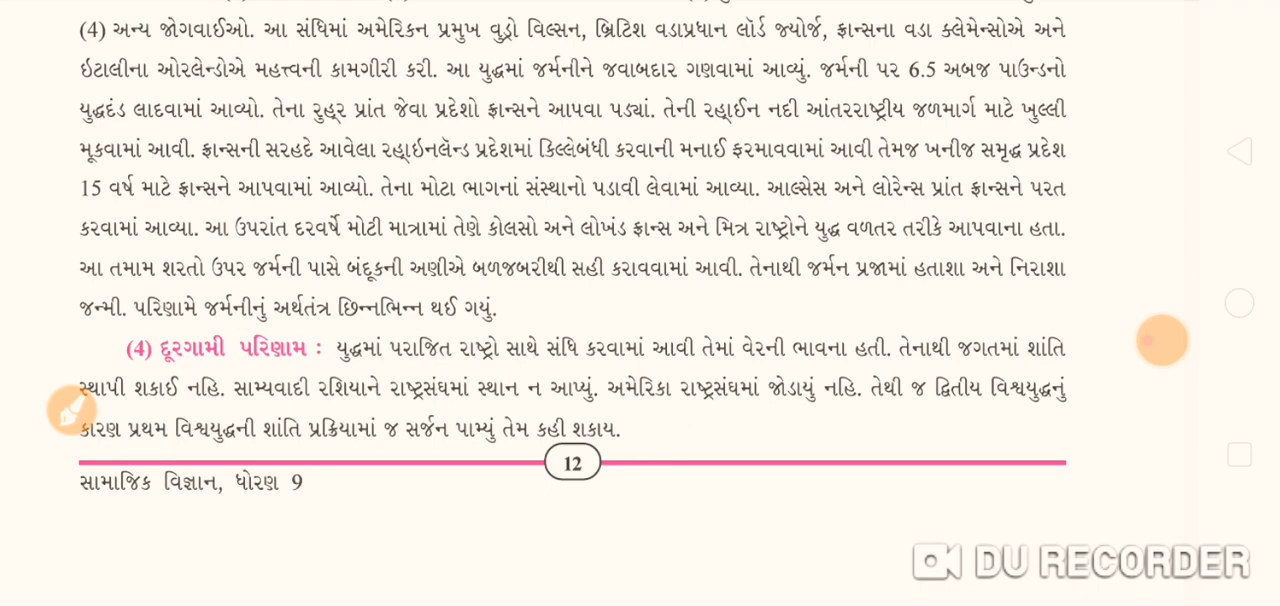 (4) અન્ય જોગવાઈઓ. આ સંધિમાં અમેરિકન પ્રમુખ વુડ્રો વિલ્સન, બ્રિટિશ વડાપ્રધાન લૉર્ડ જ્યોર્જ, ફ્રાન્સના વડા ક્લેમેન્સોએ અને
ઇટાલીના ઓરલેન્ડોએ મહત્ત્વની કામગીરી કરી. આ યુદ્ધમાં જર્મનીને જવાબદાર ગણવામાં આવ્યું. જર્મની પર 6.5 અબજ પાઉન્ડનો
યુદ્ધદંડ લાદવામાં આવ્યો. તેના રુહ્ર પ્રાંત જેવા પ્રદેશો ફ્રાન્સને આપવા પડ્યાં. તેની રહાઈન નદી આંતરરાષ્ટ્રીય જળમાર્ગ માટે ખુલ્લી
મૂકવામાં આવી. ફ્રાન્સની સરહદે આવેલા રહાઇનલૅન્ડ પ્રદેશમાં કિલ્લેબંધી કરવાની મનાઈ ફરમાવવામાં આવી તેમજ ખનીજ સમૃદ્ધ પ્રદેશ
15 વર્ષ માટે ફ્રાન્સને આપવામાં આવ્યો. તેના મોટા ભાગનાં સંસ્થાનો પડાવી લેવામાં આવ્યા. આલ્સેસ અને લોરેન્સ પ્રાંત ફ્રાન્સને પરત
કરવામાં આવ્યા. આ ઉપરાંત દરવર્ષે મોટી માત્રામાં તેણે કોલસો અને લોખંડ ફ્રાન્સ અને મિત્ર રાષ્ટ્રોને યુદ્ધ વળતર તરીકે આપવાના હતા.
આ તમામ શરતો ઉપર જર્મની પાસે બંદૂકની અણીએ બળજબરીથી સહી કરાવવામાં આવી. તેનાથી જર્મન પ્રજામાં હતાશા અને નિરાશા
જન્મી. પરિણામે જર્મનીનું અર્થતંત્ર છિન્નભિન્ન થઈ ગયું.
(4) દૂરગામી પરિણામ : યુદ્ધમાં પરાજિત રાષ્ટ્રો સાથે સંધિ કરવામાં આવી તેમાં વેરની ભાવના હતી. તેનાથી જગતમાં શાંતિ
સ્થાપી શકાઈ નહિ. સામ્યવાદી રશિયાને રાષ્ટ્રસંઘમાં સ્થાન ન આપ્યું. અમેરિકા રાષ્ટ્રસંઘમાં જોડાયું નહિ. તેથી જ દ્વિતીય વિશ્વયુદ્ધનું
કારણ પ્રથમ વિશ્વયુદ્ધની શાંતિ પ્રક્રિયામાં જ સર્જન પામ્યું તેમ કહી શકાય.
12
સામાજિક વિજ્ઞાન, ધોરણ 9
DU RECORDER